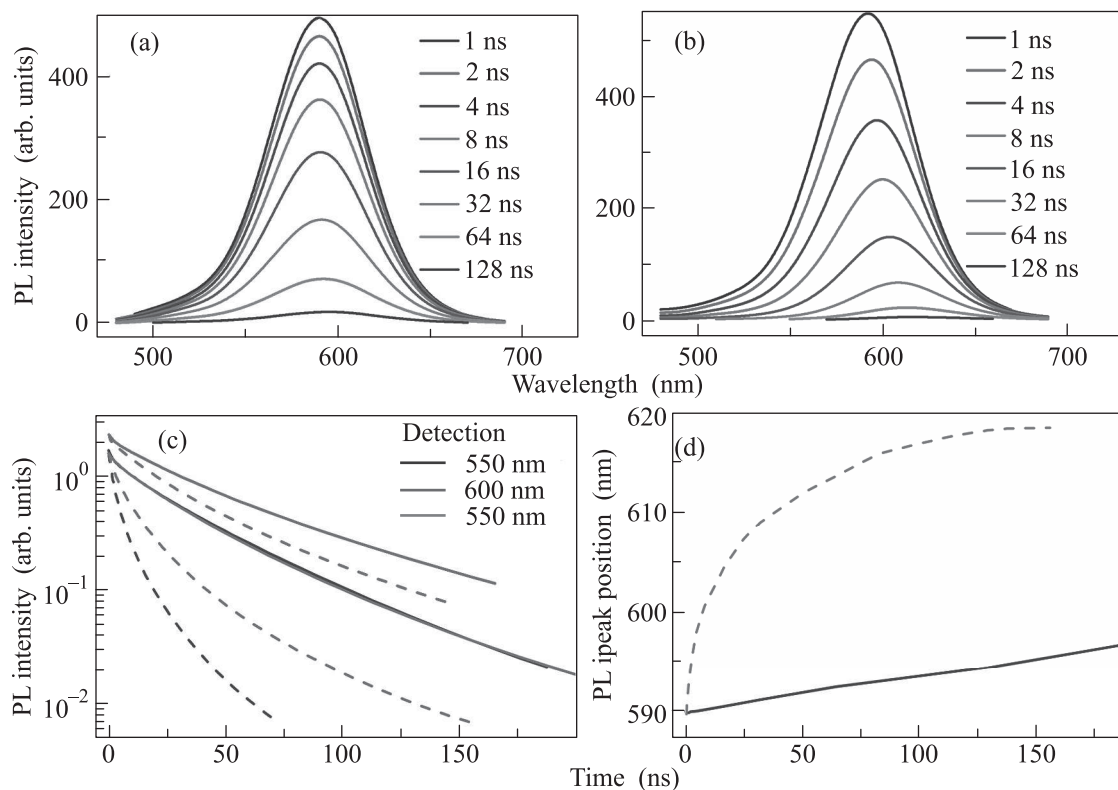 (a)
PL intensity (arb. units)
400
200
0
500
600
700
1 ns
2 ns
4 ns
8 ns
16 ns
32 ns
64 ns
128 ns
(b)
400
200
0
500
600
700
1 ns
2 ns
4 ns
8 ns
16 ns
32 ns
64 ns
128 ns
Wavelength (nm)
(c)
PL intensity (arb. units)
10^0
10^-1
10^-2
0
50
100
150
Detection
550 nm
600 nm
550 nm
(d)
PL ipeak position (nm)
620
610
600
590
0
50
100
150
Time (ns)